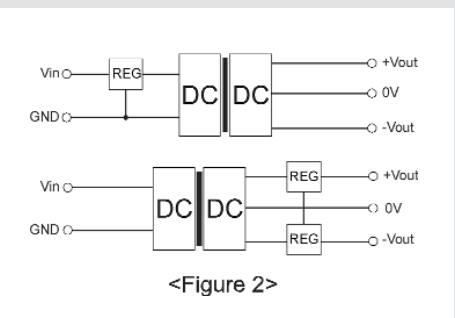 +Vout
Vin REG
DC DC 0V
GND
-Vout
Vin REG +Vout
DC DC 0V
GND REG -Vout
<Figure 2>